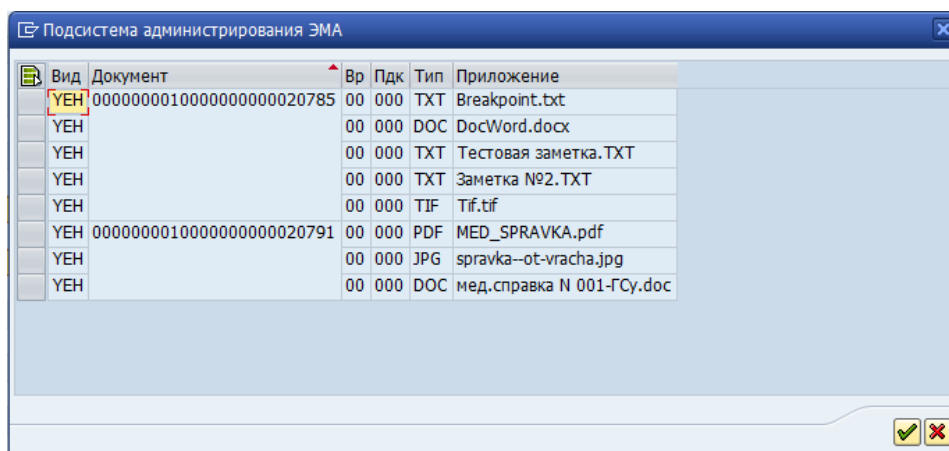 Подсистема администрирования ЭМА
Вид Документ Вр Пдк Тип Приложение
YEH 0000000010000000000020785 00 000 TXT Breakpoint.txt
YEH 00 000 DOC DocWord.docx
YEH 00 000 TXT Тестовая заметка.TXT
YEH 00 000 TXT Заметка №2.TXT
YEH 00 000 TIF Tif.tif
YEH 0000000010000000000020791 00 000 PDF MED_SPRAVKA.pdf
YEH 00 000 JPG spravka--ot-vracha.jpg
YEH 00 000 DOC мед.справка N 001-ГСу.doc